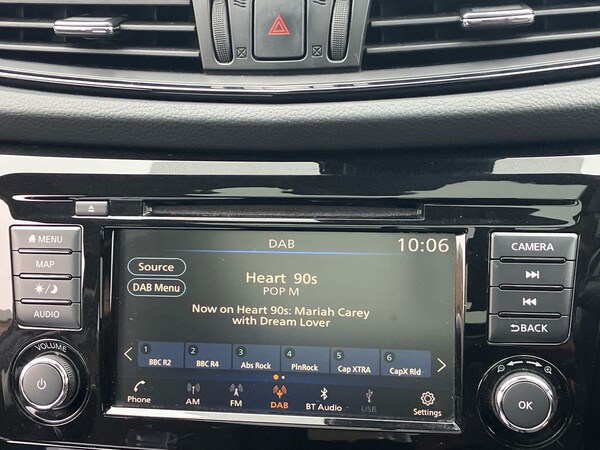 DAB
10:06
MENU
MAP
AUDIO
VOLUME
Source
DAB Menu
Heart 90s
POP M
Now on Heart 90s: Mariah Carey
with Dream Lover
1 2 3 4 5 6
BBC R2 BBC R4 Abs Rock PlnRock Cap XTRA CapX Rld
Phone AM FM DAB BT Audio USB Settings
CAMERA
BACK
OK